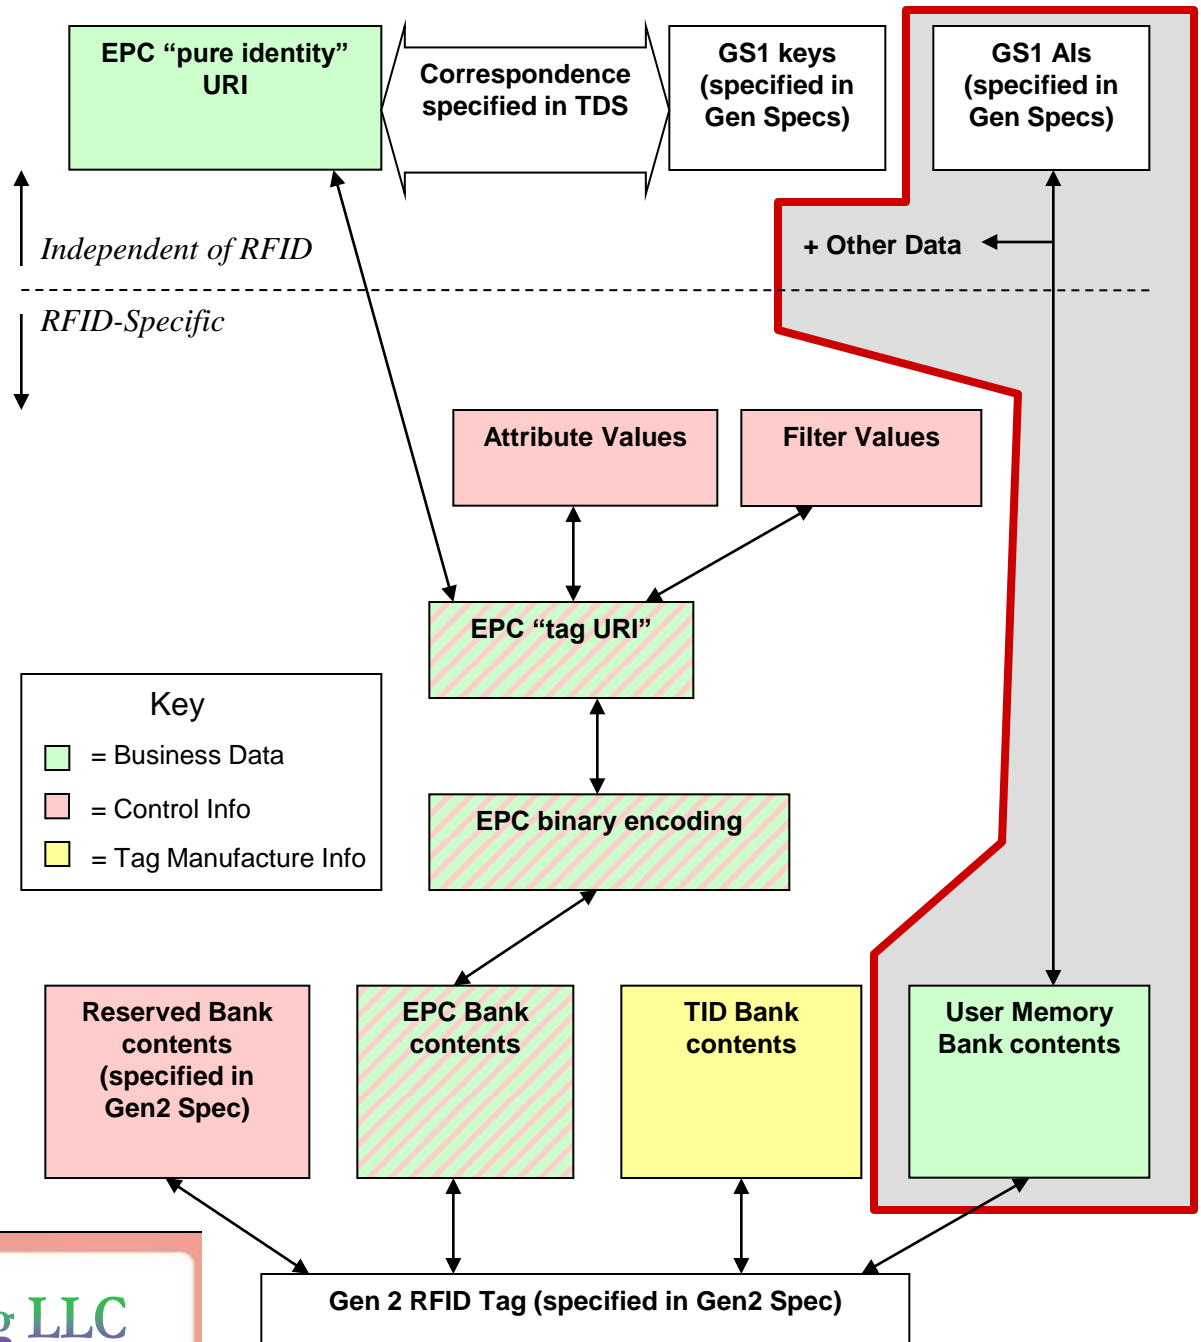 EPC “pure identity”
URI
Correspondence
specified in TDS
GS1 keys
(specified in
Gen Specs)
GS1 AIs
(specified in
Gen Specs)
Independent of RFID
+ Other Data
RFID-Specific
Attribute Values
Filter Values
EPC “tag URI”
Key
= Business Data
= Control Info
= Tag Manufacture Info
EPC binary encoding
Reserved Bank
contents
(specified in
Gen2 Spec)
EPC Bank
contents
TID Bank
contents
User Memory
Bank contents
Gen 2 RFID Tag (specified in Gen2 Spec)
LLC